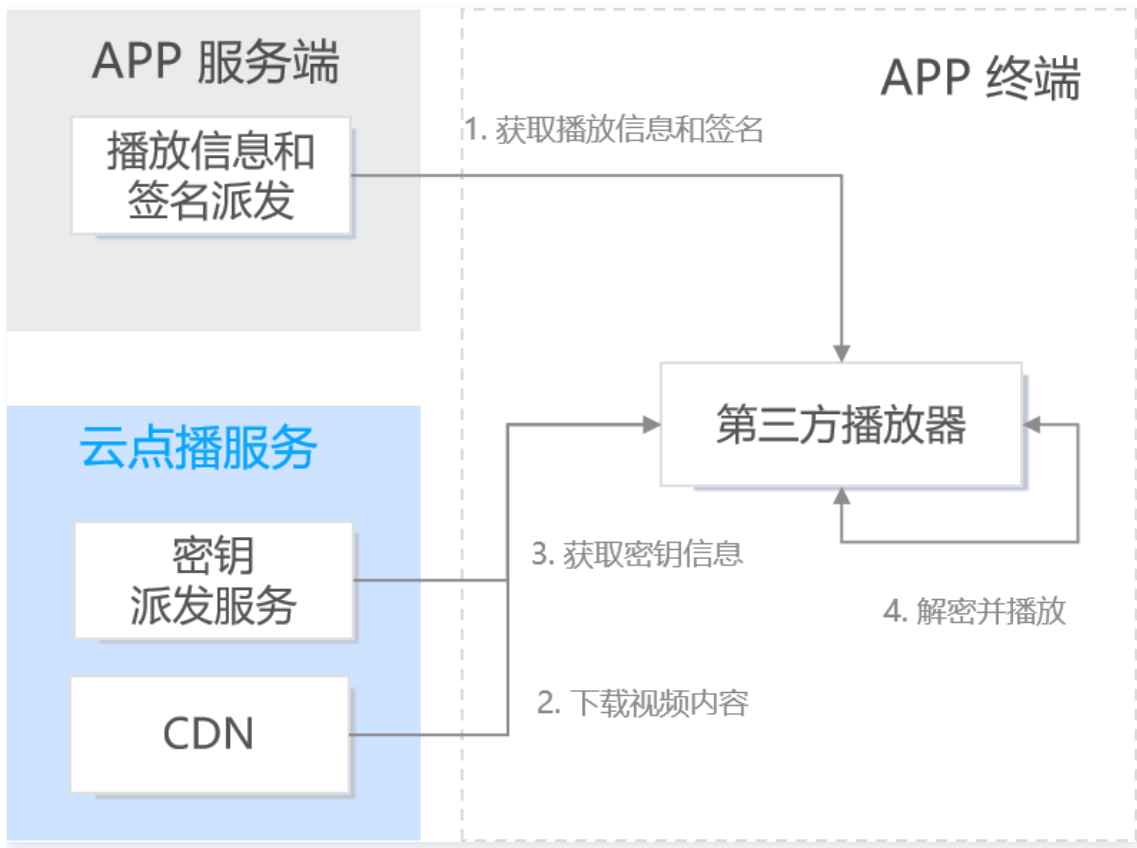 APP 服务端
播放信息和
签名派发
APP 终端
1. 获取播放信息和签名
第三方播放器
云点播服务
密钥
派发服务
3. 获取密钥信息
4. 解密并播放
CDN
2. 下载视频内容